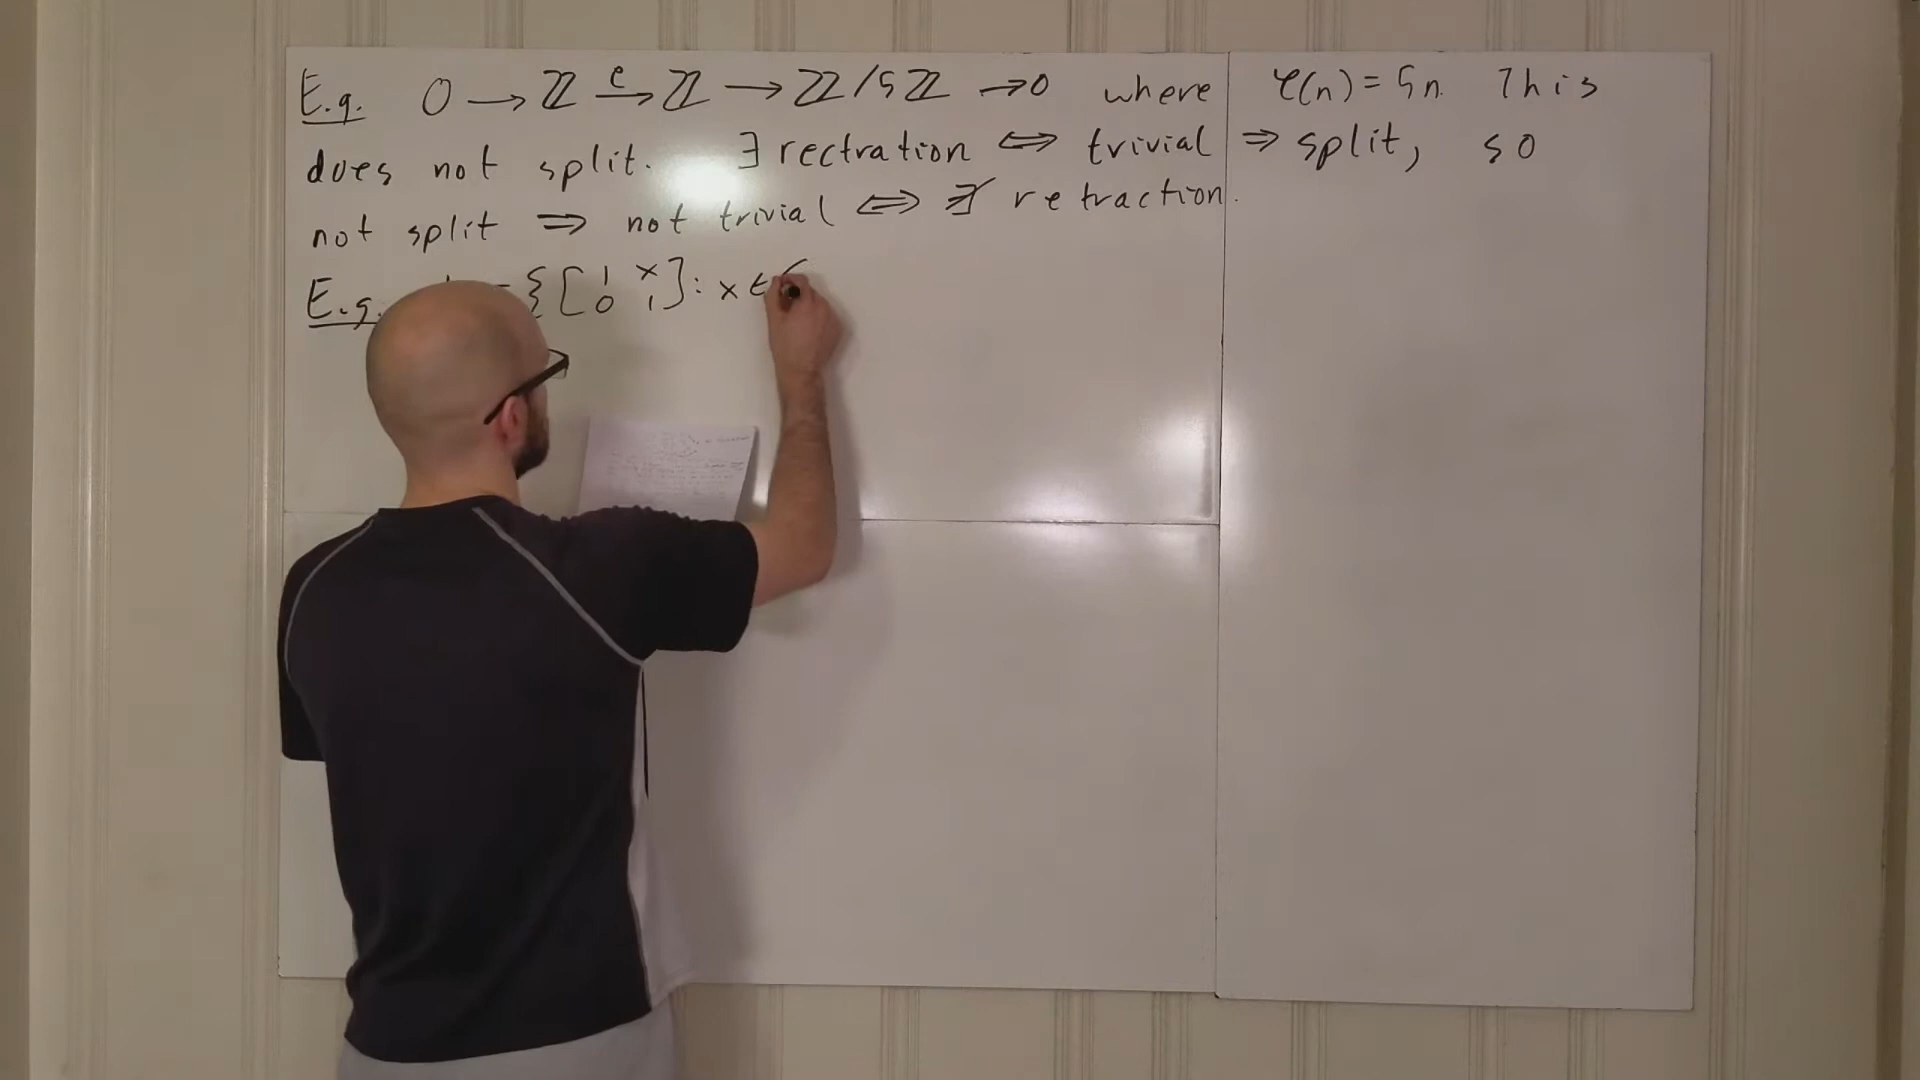 E.g. 0 → ℤ —φ→ ℤ → ℤ/5ℤ → 0 where φ(n) = 5n. This
does not split. ∃ rectration ⇔ trivial ⇒ split, so
not split ⇒ not trivial ⇔ ∄ retraction.
E.g. = { [ 1 x 0 1 ] : x ∈